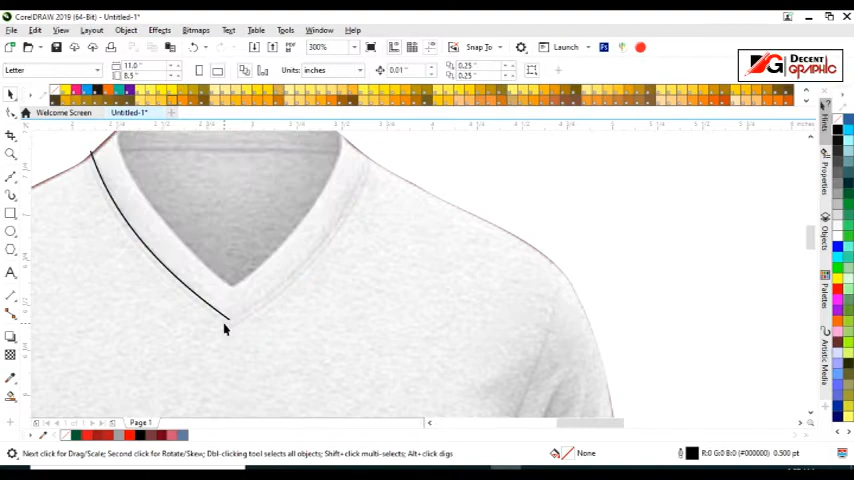 CorelDRAW 2019 (64-Bit) - Untitled-1*
File Edit View Layout Object Effects Bitmaps Text Table Tools Window Help
300% Snap To Launch
Letter 11.0 " 8.5 " Units: inches 0.01 " 0.25 " 0.25 "
DECENT GRAPHIC
Welcome Screen Untitled-1*
inches
Hints
Properties
Objects
Palettes
Artistic Media
Page 1
Next click for Drag/Scale; Second click for Rotate/Skew; Dbl-clicking tool selects all objects; Shift+click multi-selects; Alt+click digs None R:0 G:0 B:0 (#000000) 0.500 pt